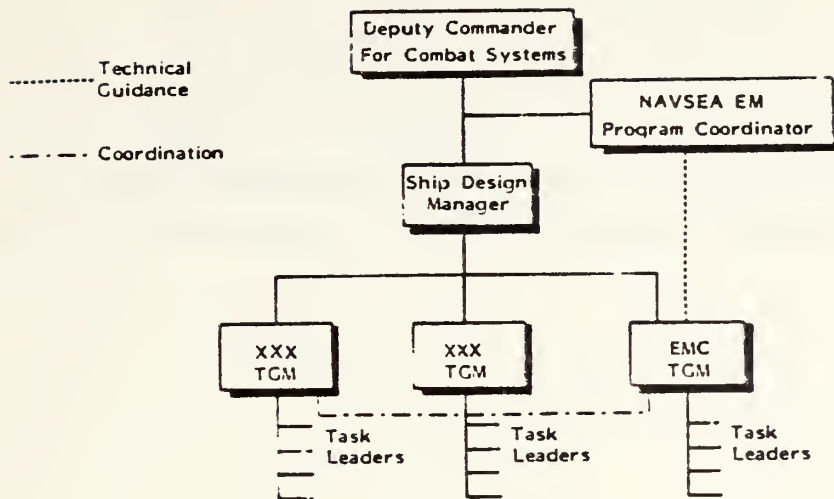 Deputy Commander
For Combat Systems
Technical
Guidance
NAVSEA EM
Program Coordinator
Coordination
Ship Design
Manager
XXX
TGM
XXX
TGM
EMC
TGM
Task
Leaders
Task
Leaders
Task
Leaders